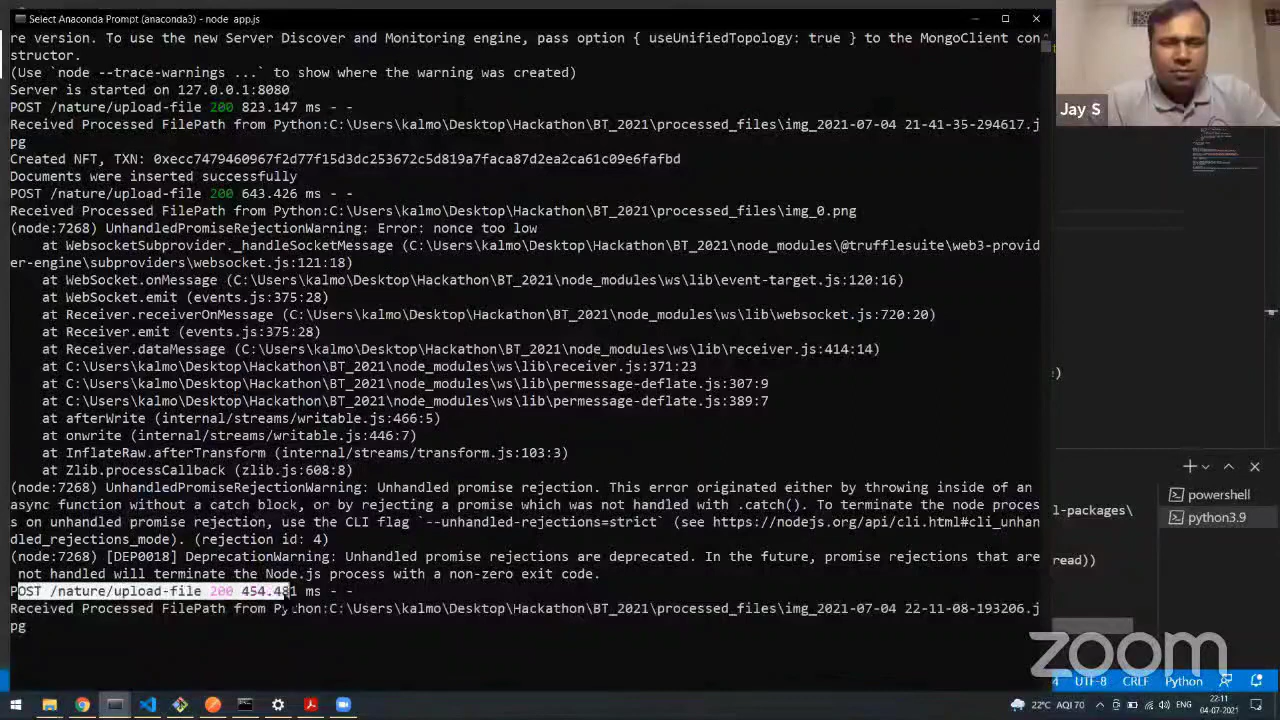 Select Anaconda Prompt (anaconda3) - node  app.js
re version. To use the new Server Discover and Monitoring engine, pass option { useUnifiedTopology: true } to the MongoClient con
structor.
(Use `node --trace-warnings ...` to show where the warning was created)
Server is started on 127.0.0.1:8080
POST /nature/upload-file 200 823.147 ms - -
Received Processed FilePath from Python:C:\Users\kalmo\Desktop\Hackathon\BT_2021\processed_files\img_2021-07-04 21-41-35-294617.j
pg
Created NFT, TXN:
Documents were inserted successfully
POST /nature/upload-file 200 643.426 ms - -
Received Processed FilePath from Python:C:\Users\kalmo\Desktop\Hackathon\BT_2021\processed_files\img_0.png
(node:7268) UnhandledPromiseRejectionWarning: Error: nonce too low
at WebsocketSubprovider._handleSocketMessage (C:\Users\kalmo\Desktop\Hackathon\BT_2021\node_modules\@trufflesuite\web3-provid
er-engine\subproviders\websocket.js:121:18)
at WebSocket.onMessage (C:\Users\kalmo\Desktop\Hackathon\BT_2021\node_modules\ws\lib\event-target.js:120:16)
at WebSocket.emit (events.js:375:28)
at Receiver.receiverOnMessage (C:\Users\kalmo\Desktop\Hackathon\BT_2021\node_modules\ws\lib\websocket.js:720:20)
at Receiver.emit (events.js:375:28)
at Receiver.dataMessage (C:\Users\kalmo\Desktop\Hackathon\BT_2021\node_modules\ws\lib\receiver.js:414:14)
at C:\Users\kalmo\Desktop\Hackathon\BT_2021\node_modules\ws\lib\receiver.js:371:23
at C:\Users\kalmo\Desktop\Hackathon\BT_2021\node_modules\ws\lib\permessage-deflate.js:307:9
at C:\Users\kalmo\Desktop\Hackathon\BT_2021\node_modules\ws\lib\permessage-deflate.js:389:7
at afterWrite (internal/streams/writable.js:466:5)
at onwrite (internal/streams/writable.js:446:7)
at InflateRaw.afterTransform (internal/streams/transform.js:103:3)
at Zlib.processCallback (zlib.js:608:8)
(node:7268) UnhandledPromiseRejectionWarning: Unhandled promise rejection. This error originated either by throwing inside of an
async function without a catch block, or by rejecting a promise which was not handled with .catch(). To terminate the node proces
s on unhandled promise rejection, use the CLI flag `--unhandled-rejections=strict` (see https://nodejs.org/api/cli.html#cli_unhan
dled_rejections_mode). (rejection id: 4)
(node:7268) [DEP0018] DeprecationWarning: Unhandled promise rejections are deprecated. In the future, promise rejections that are
not handled will terminate the Node.js process with a non-zero exit code.
POST /nature/upload-file 200 454.481 ms - -
Received Processed FilePath from Python:C:\Users\kalmo\Desktop\Hackathon\BT_2021\processed_files\img_2021-07-04 22-11-08-193206.j
pg
Jay S
powershell
l-packages\
python3.9
read))
zoom
UTF-8 CRLF Python
22°C AQI 70
ENG
22:11
04-07-2021